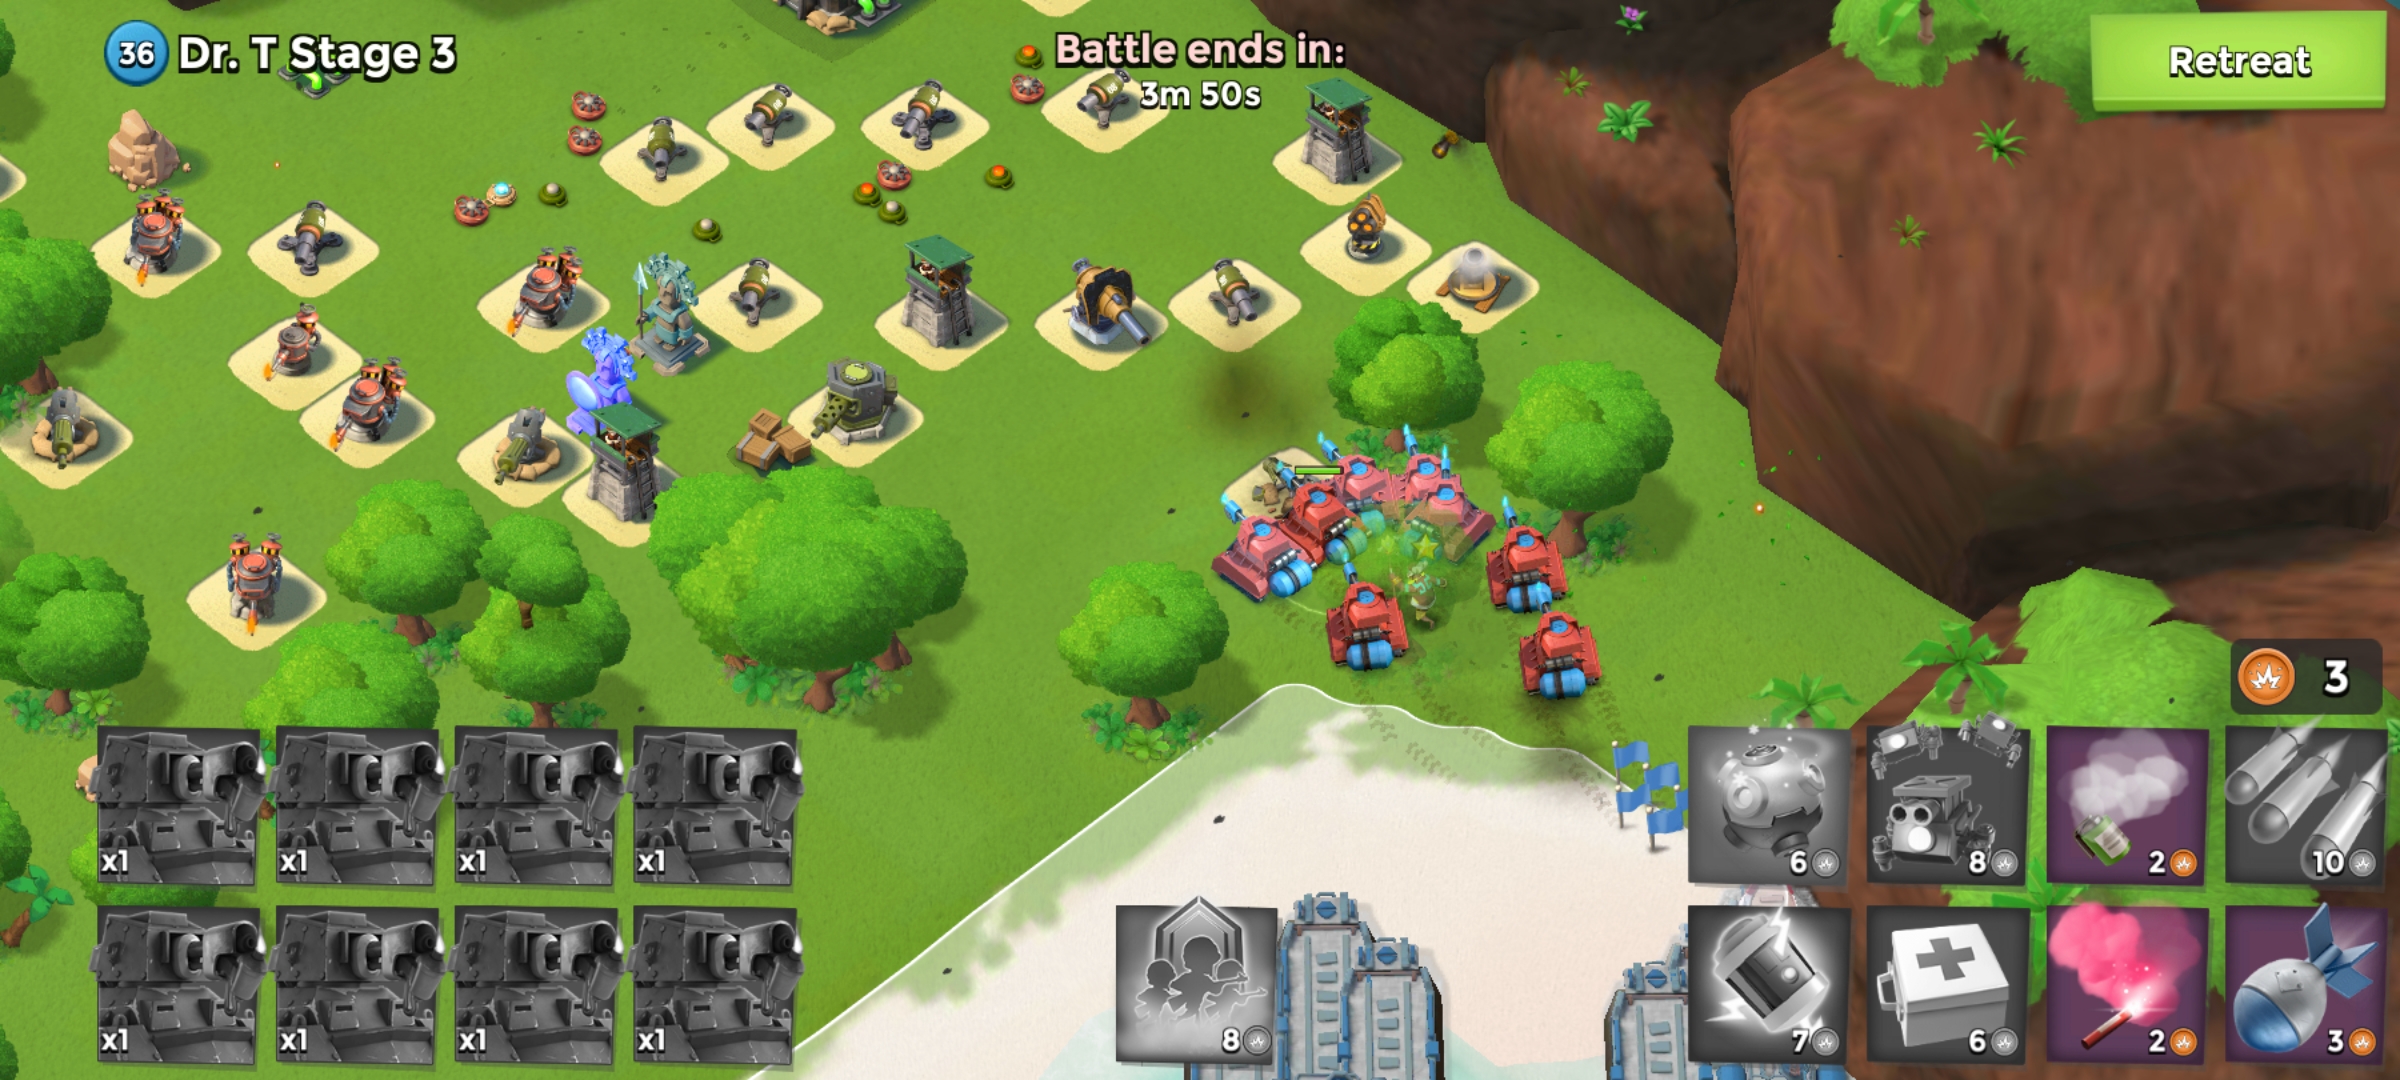 36 Dr. T Stage 3
Battle ends in:
3m 50s
Retreat
3
x1 x1 x1 x1
6 8 2 10
x1 x1 x1 x1
8 7 6 2 3